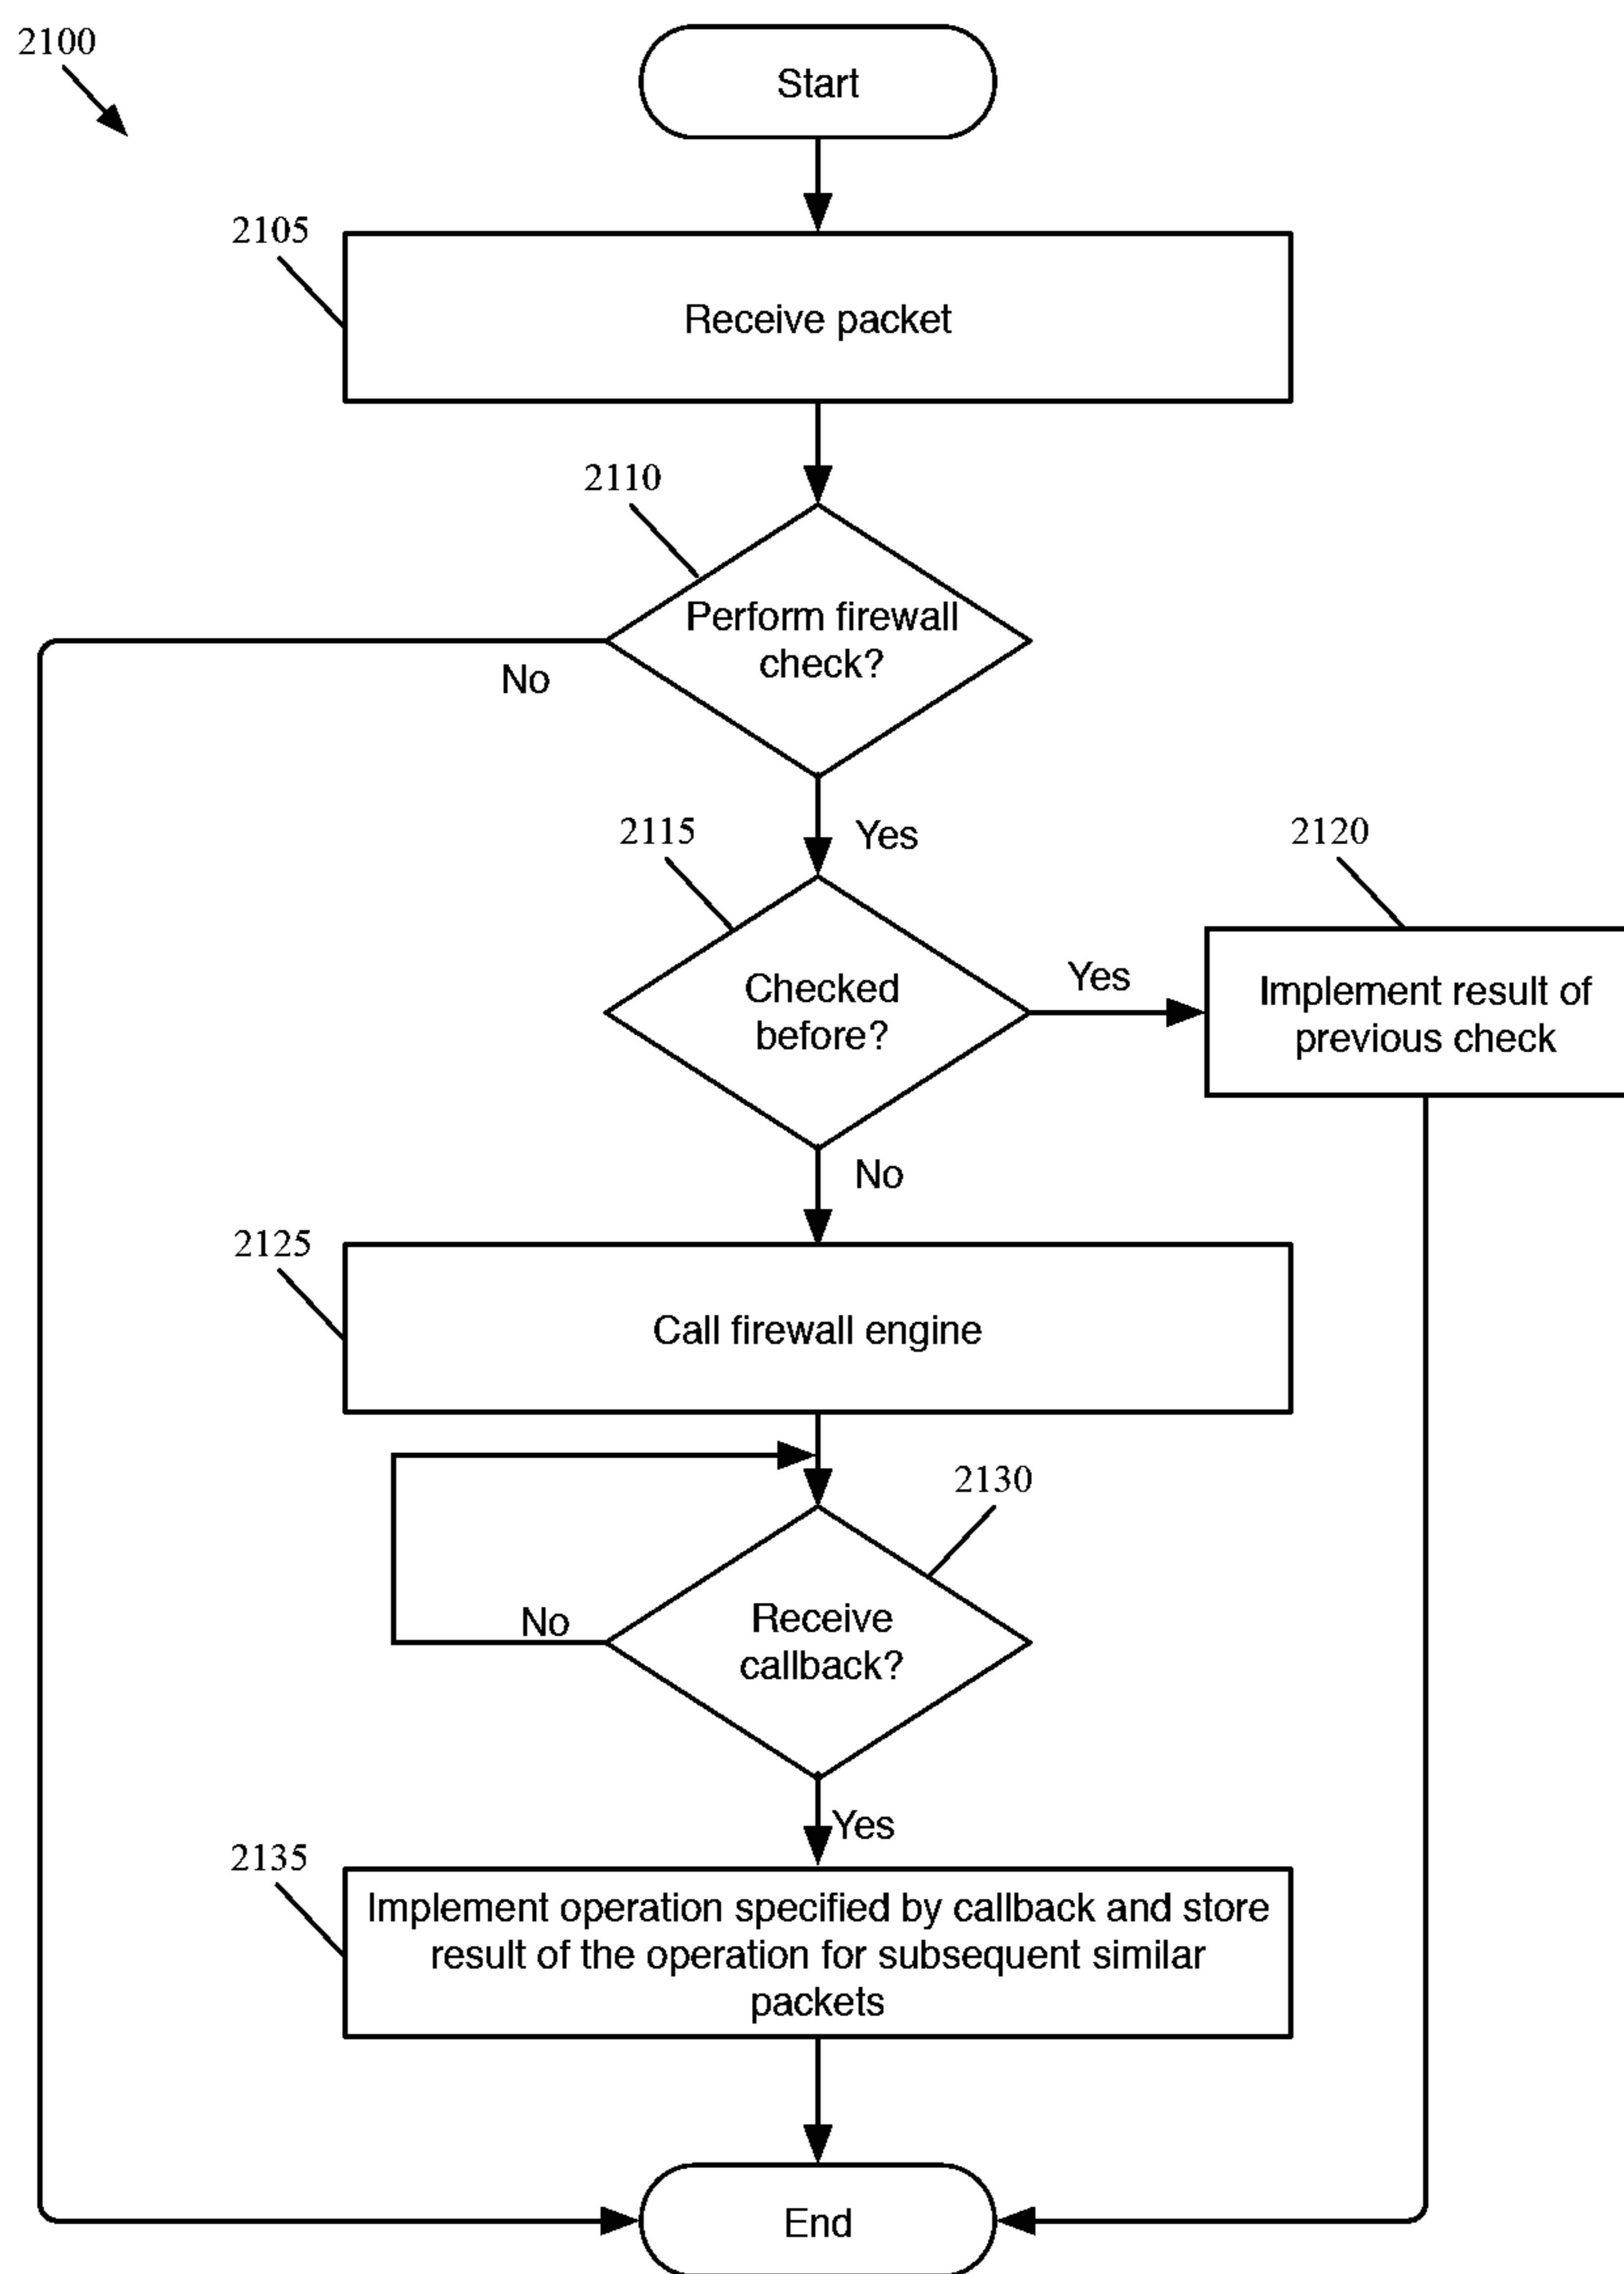 2100
Start
2105
Receive packet
2110
Perform firewall
check?
No
Yes
2115
2120
Checked
before?
Yes
Implement result of
previous check
No
2125
Call firewall engine
2130
Receive
callback?
No
Yes
2135
Implement operation specified by callback and store
result of the operation for subsequent similar
packets
End